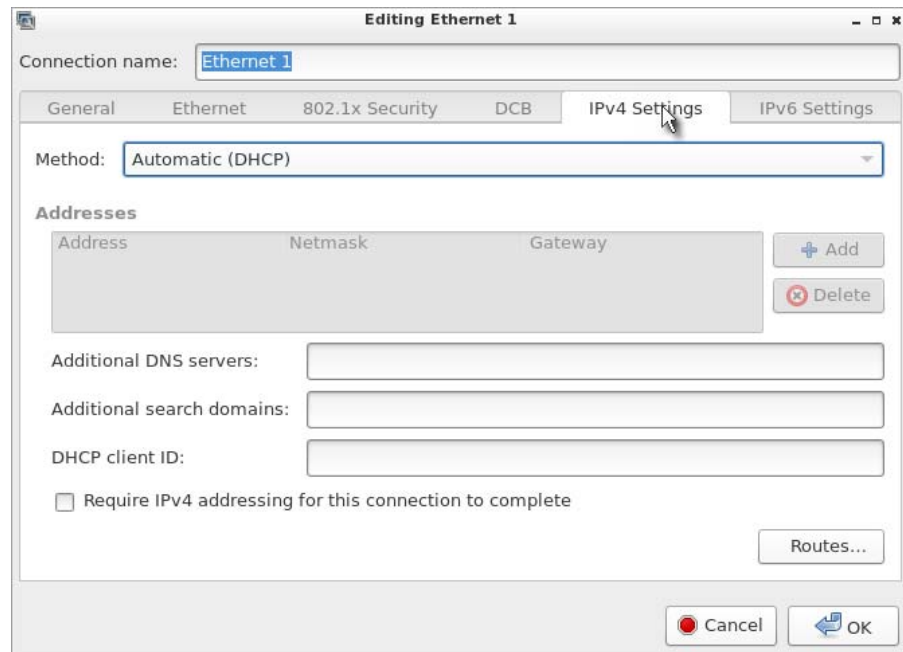 Editing Ethernet 1
Connection name: Ethernet 1
General Ethernet 802.1x Security DCB IPv4 Settings IPv6 Settings
Method: Automatic (DHCP)
Addresses
Address Netmask Gateway
Add
Delete
Additional DNS servers:
Additional search domains:
DHCP client ID:
Require IPv4 addressing for this connection to complete
Routes...
Cancel OK